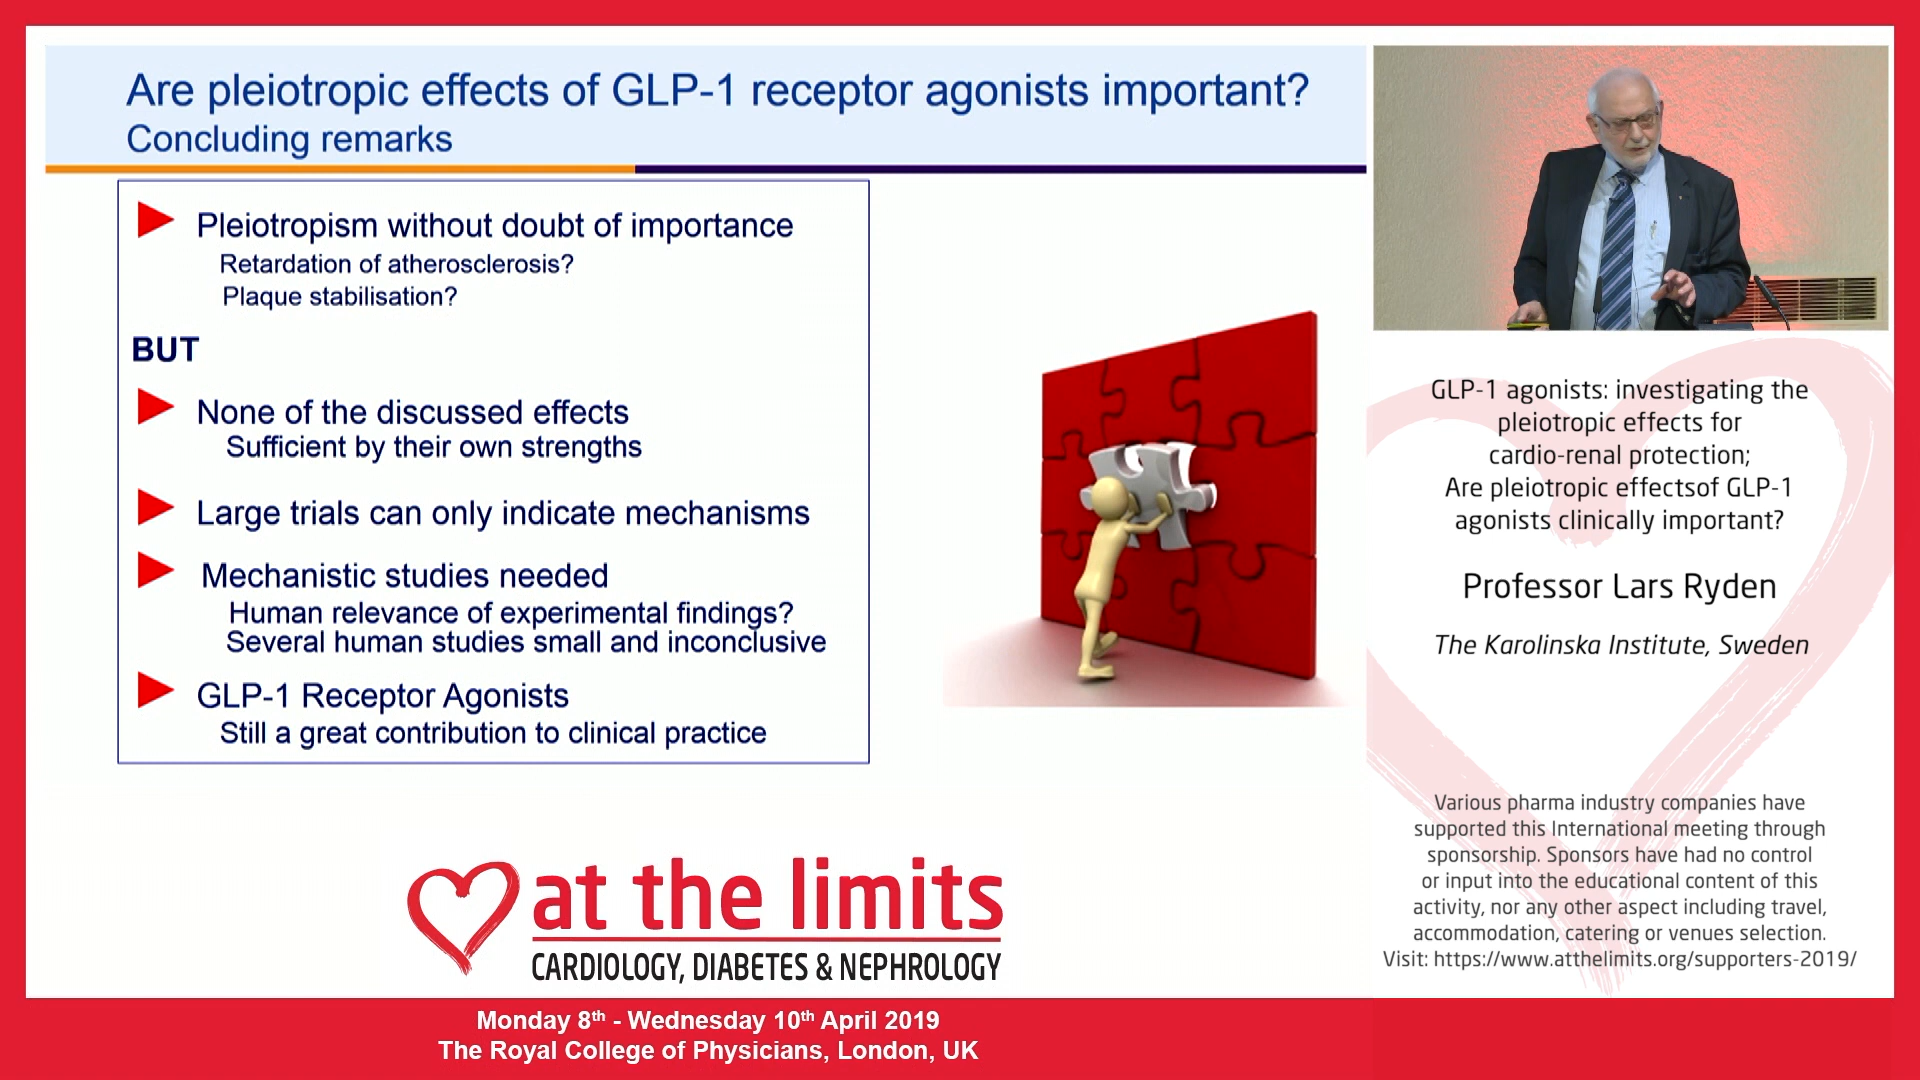 Are pleiotropic effects of GLP-1 receptor agonists important?
Concluding remarks
Pleiotropism without doubt of importance
Retardation of atherosclerosis?
Plaque stabilisation?
BUT
None of the discussed effects
Sufficient by their own strengths
Large trials can only indicate mechanisms
Mechanistic studies needed
Human relevance of experimental findings?
Several human studies small and inconclusive
GLP-1 Receptor Agonists
Still a great contribution to clinical practice
GLP-1 agonists: investigating the
pleiotropic effects for
cardio-renal protection;
Are pleiotropic effectsof GLP-1
agonists clinically important?
Professor Lars Ryden
The Karolinska Institute, Sweden
Various pharma industry companies have
supported this International meeting through
sponsorship. Sponsors have had no control
or input into the educational content of this
activity, nor any other aspect including travel,
accommodation, catering or venues selection.
Visit: https://www.atthelimits.org/supporters-2019/
at the limits
CARDIOLOGY, DIABETES & NEPHROLOGY
Monday 8th - Wednesday 10th April 2019
The Royal College of Physicians, London, UK